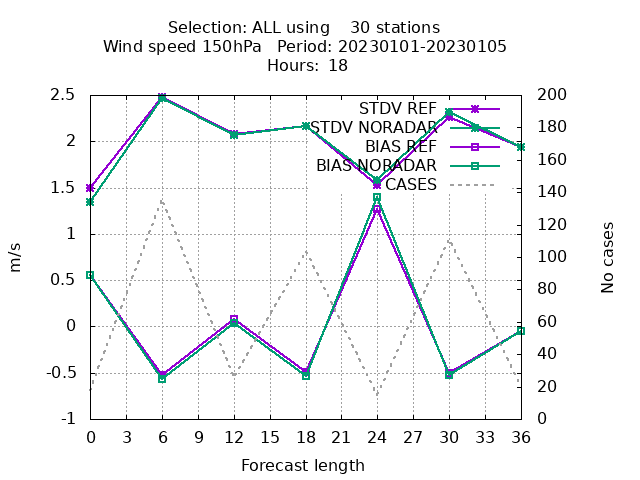 Selection: ALL using    30 stations
Wind speed 150hPa   Period: 20230101-20230105
Hours: 18
STDV REF
STDV NORADAR
BIAS REF
BIAS NORADAR
CASES
m/s
2.5
2
1.5
1
0.5
0
-0.5
-1
No cases
200
180
160
140
120
100
80
60
40
20
0
0 3 6 9 12 15 18 21 24 27 30 33 36
Forecast length